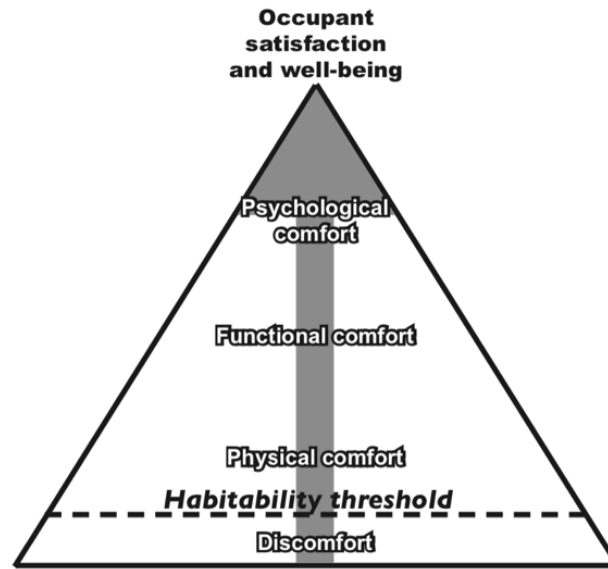 Occupant
satisfaction
and well-being
Psychological
comfort
Functional comfort
Physical comfort
Habitability threshold
Discomfort